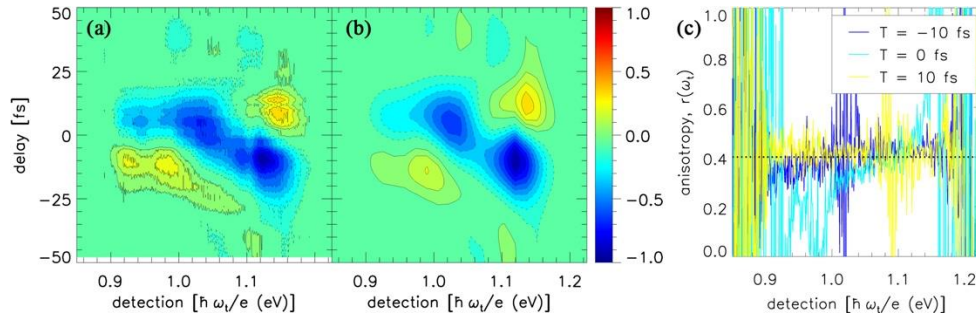 (a)
50
25
0
−25
−50
delay [fs]
0.9 1.0 1.1
detection [ℏ ω_t/e (eV)]
(b)
0.9 1.0 1.1 1.2
detection [ℏ ω_t/e (eV)]
1.0
0.5
0.0
−0.5
−1.0
(c)
T = −10 fs
T = 0 fs
T = 10 fs
1.0
0.8
0.6
0.4
0.2
0.0
anisotropy, r(ω_t)
0.9 1.0 1.1 1.2
detection [ℏ ω_t/e (eV)]